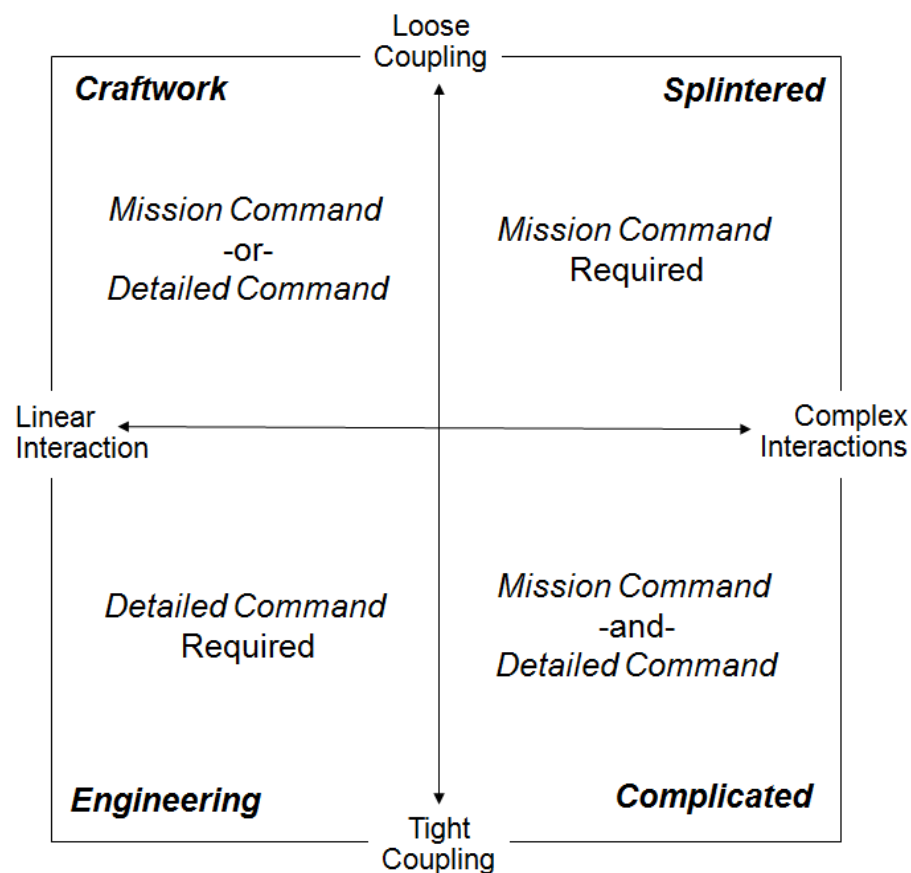 Loose
Coupling
Craftwork
Splintered
Mission Command
-or-
Detailed Command
Mission Command
Required
Linear
Interaction
Complex
Interactions
Detailed Command
Required
Mission Command
-and-
Detailed Command
Engineering
Complicated
Tight
Coupling